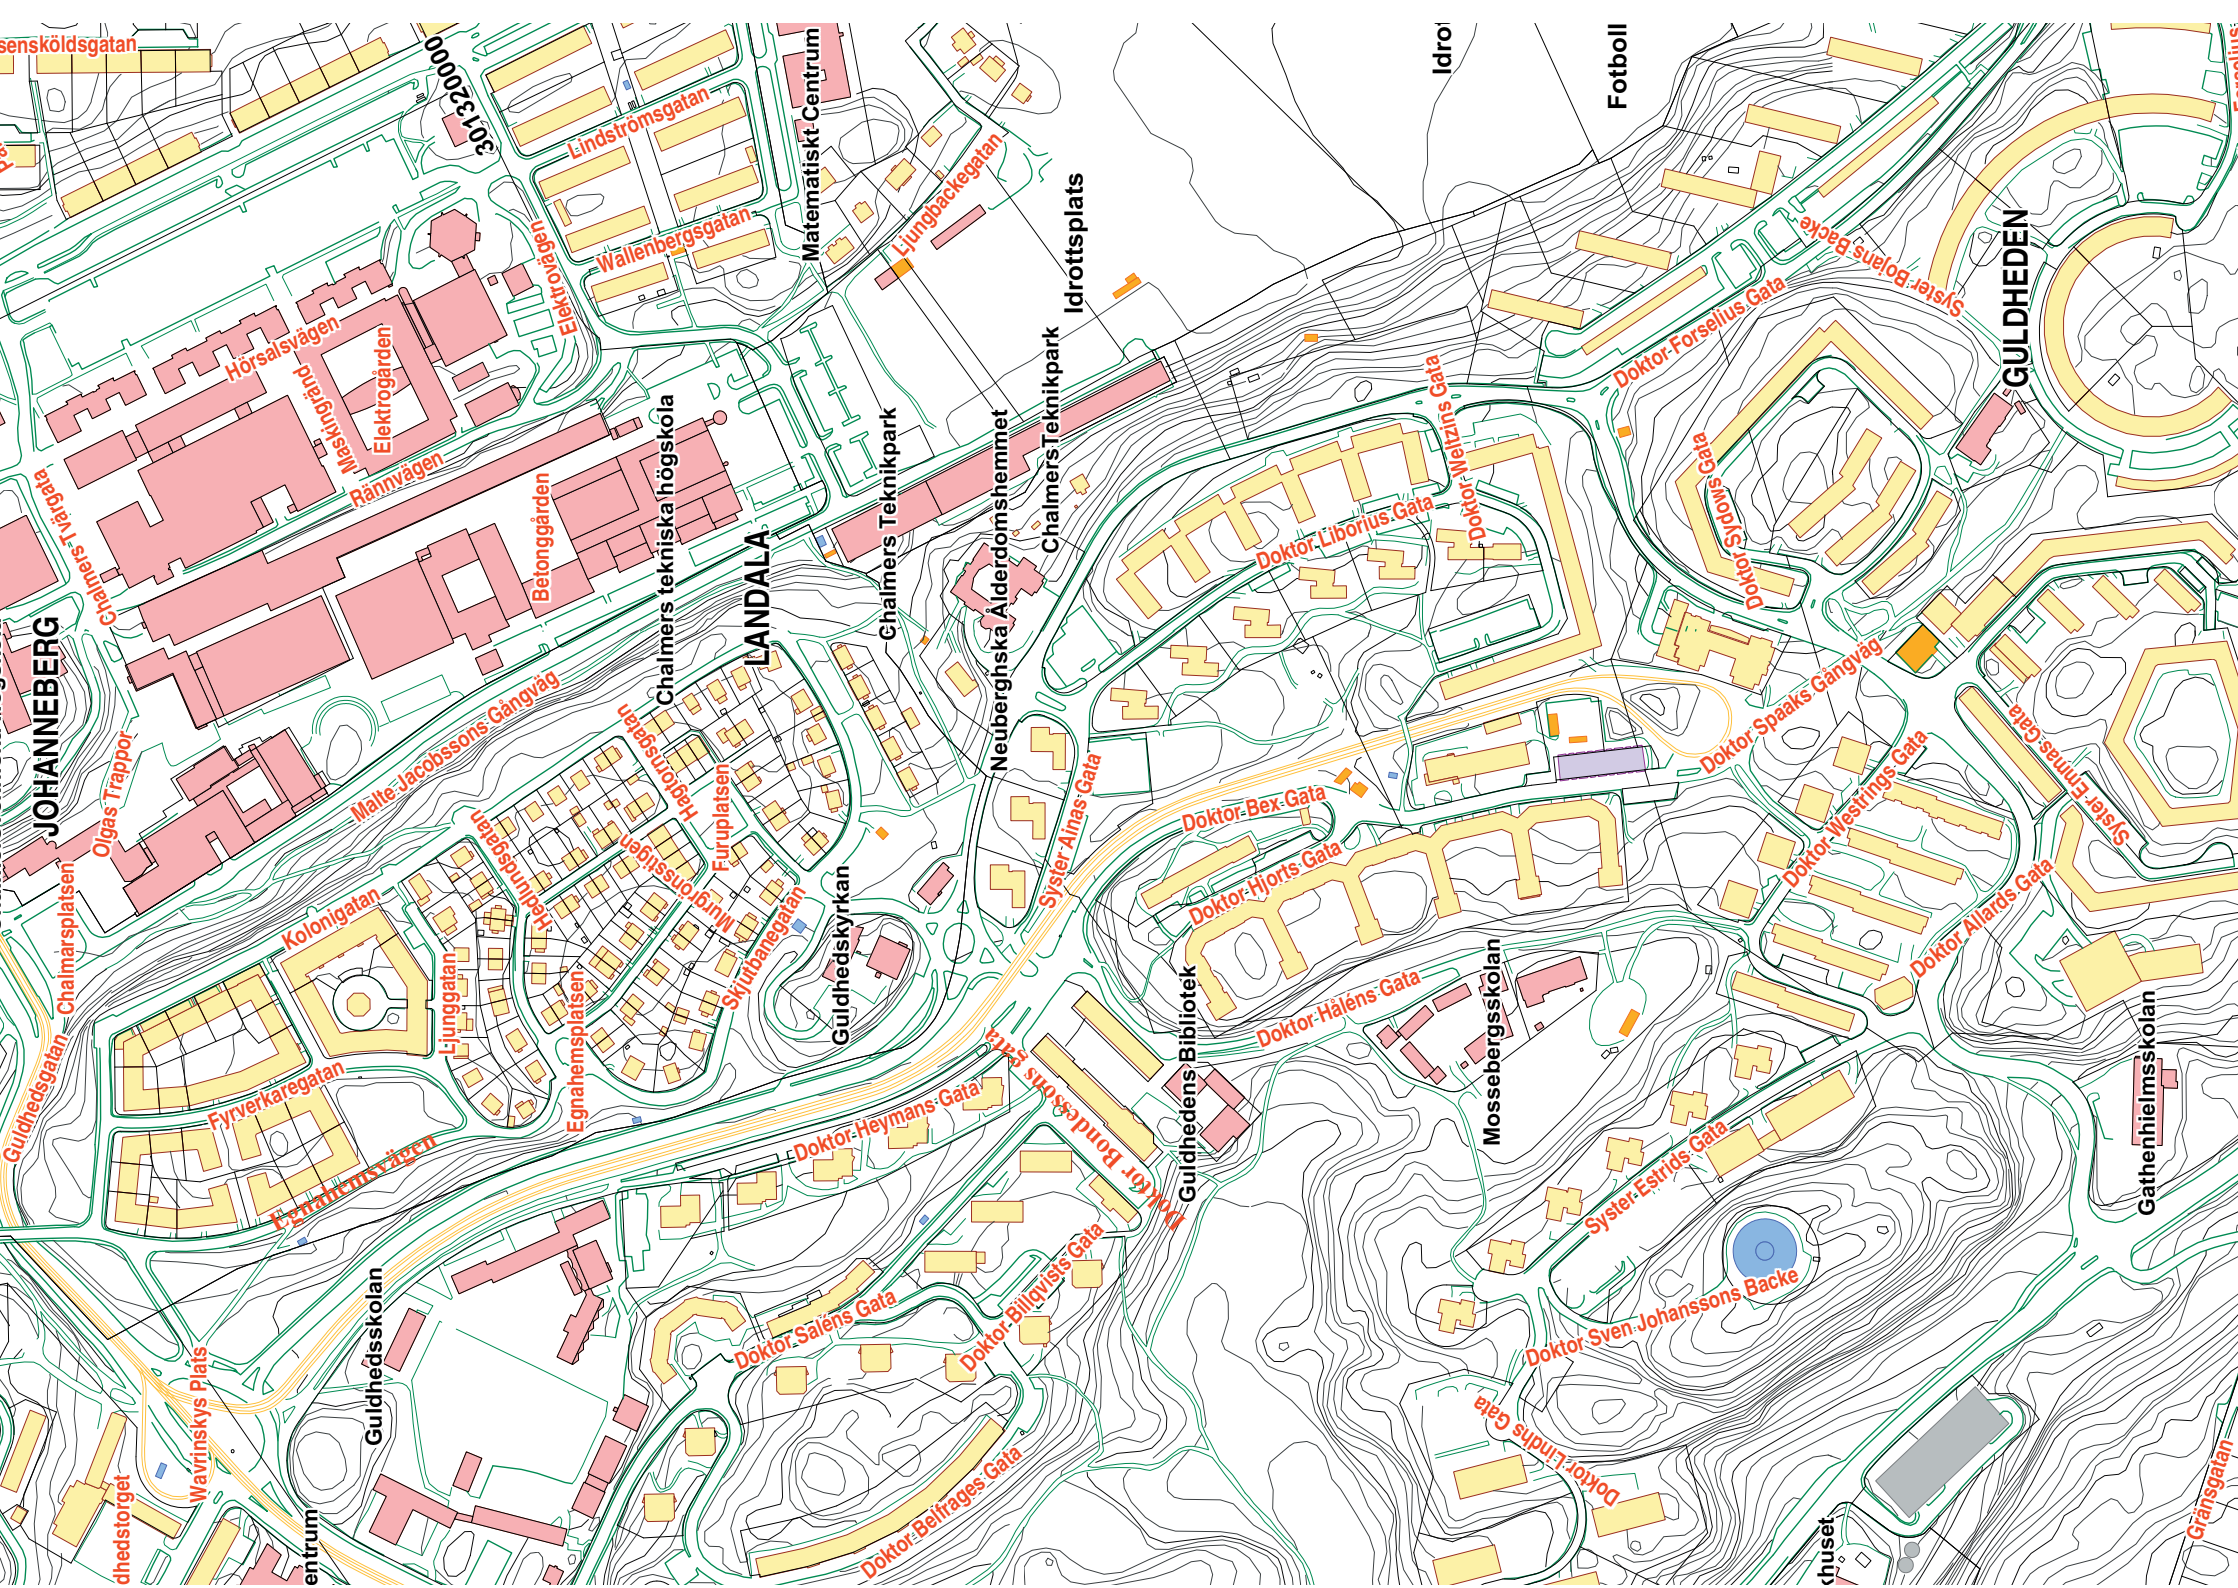 sensköldsgatan
3013200000
Lindströmsgatan
Wallenbergsgatan
Elektrovägen
Matematiskt Centrum
Ljungbackegatan
Idrottsplats
Idrot
Fotboll
Syster Bojans Backe
GULDHEDEN
Doktor Forselius Gata
Doktor Weltzins Gata
Doktor Sydows Gata
Doktor Liborius Gata
Hörsalsvägen
Maskingränd
Elektrogården
Rännvägen
Betonggården
Chalmers Tvärgata
Chalmers tekniska högskola
LANDALA
Chalmers Teknikpark
Chalmers Teknikpark
Neuberghska Ålderdomshemmet
JOHANNEBERG
Olgas Trappor
Chalmarsplatsen
Malte Jacobssons Gångväg
Kolonigatan
Hedlundsgatan
Hagtornsgatan
Furuplatsen
Murgrönsstigen
Skjutbanegatan
Ljunggatan
Egnahemsplatsen
Fyrverkaregatan
Egnahemsvägen
Guldhedsgatan
Guldhedskyrkan
Syster Ainas Gata
Doktor Bex Gata
Doktor Hjorts Gata
Doktor Håléns Gata
Doktor Spaaks Gångväg
Doktor Westrings Gata
Doktor Allards Gata
Syster Emmas Gata
Guldhedens Bibliotek
Mossebergsskolan
Gathenhielmsskolan
Doktor Heymans Gata
Doktor Bondessons gata
Doktor Billqvists Gata
Doktor Saléns Gata
Doktor Belfrages Gata
Syster Estrids Gata
Doktor Sven Johanssons Backe
Doktor Lindhs Gata
Guldhedsskolan
Wavrinskys Plats
dhedstorget
entrum
khuset
Gränsgatan